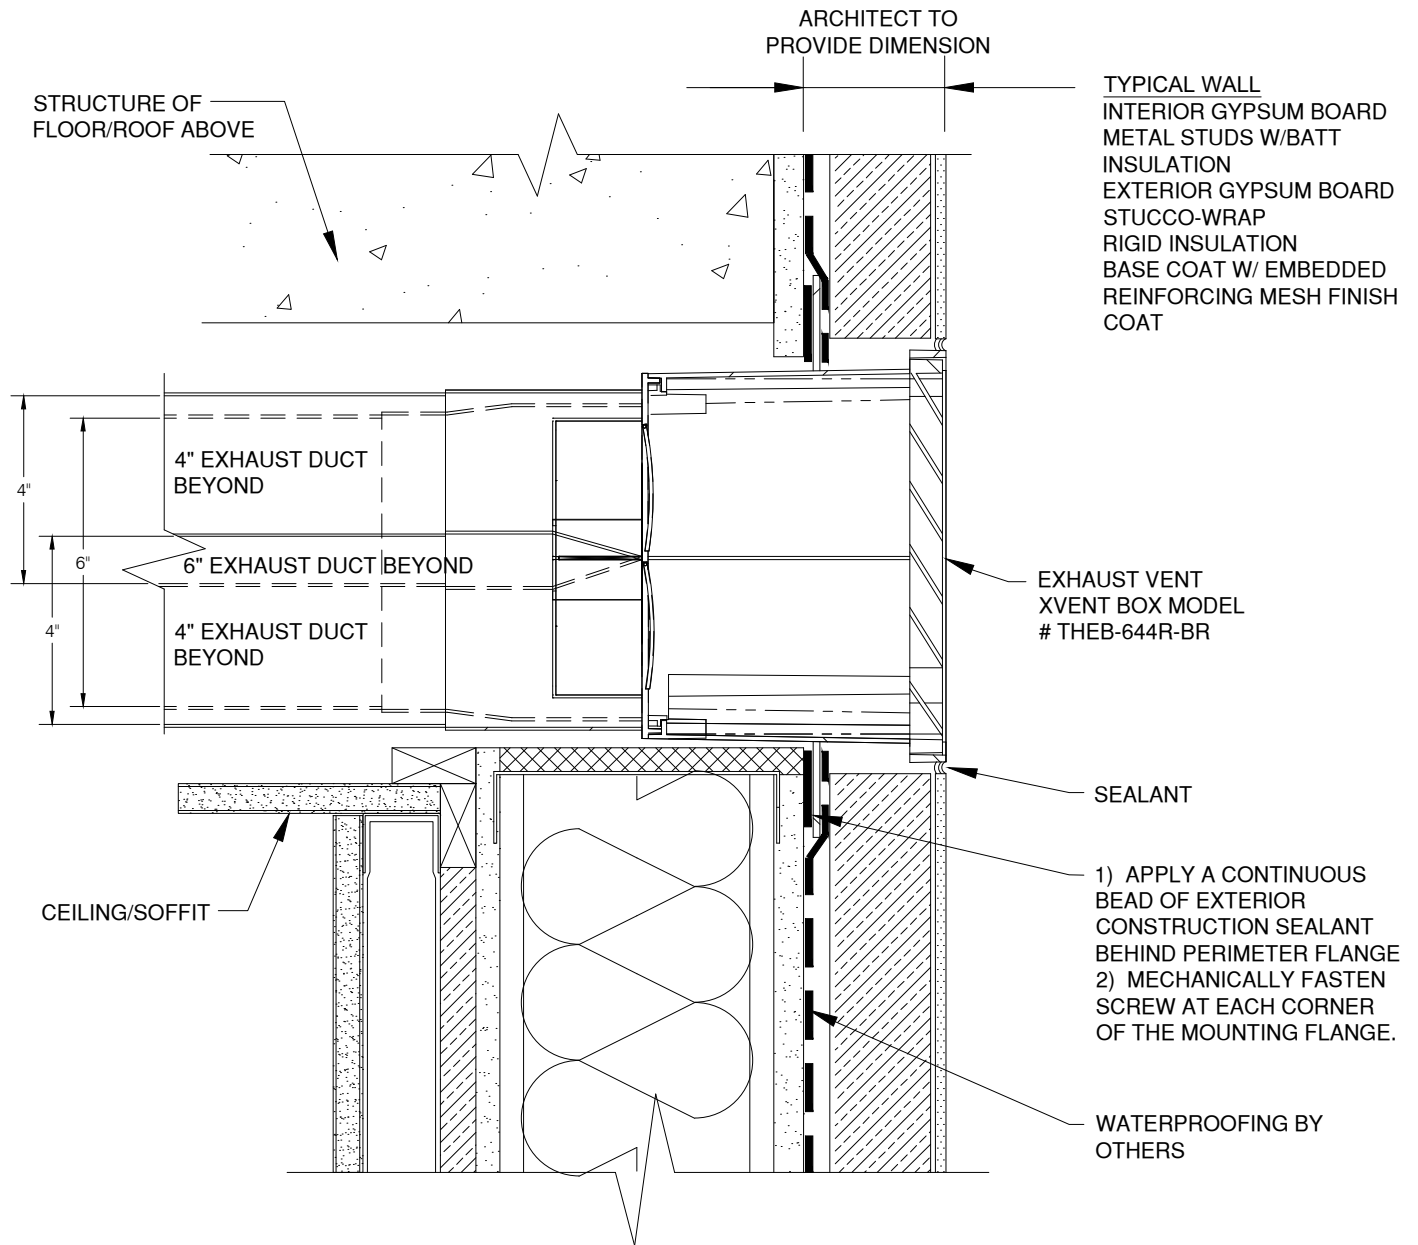 ARCHITECT TO
PROVIDE DIMENSION
STRUCTURE OF
FLOOR/ROOF ABOVE
TYPICAL WALL
INTERIOR GYPSUM BOARD
METAL STUDS W/BATT
INSULATION
EXTERIOR GYPSUM BOARD
STUCCO-WRAP
RIGID INSULATION
BASE COAT W/ EMBEDDED
REINFORCING MESH FINISH
COAT
4" EXHAUST DUCT
BEYOND
4"
6"
6" EXHAUST DUCT BEYOND
4"
4" EXHAUST DUCT
BEYOND
EXHAUST VENT
XVENT BOX MODEL
# THEB-644R-BR
SEALANT
CEILING/SOFFIT
1) APPLY A CONTINUOUS
BEAD OF EXTERIOR
CONSTRUCTION SEALANT
BEHIND PERIMETER FLANGE
2) MECHANICALLY FASTEN
SCREW AT EACH CORNER
OF THE MOUNTING FLANGE.
WATERPROOFING BY
OTHERS